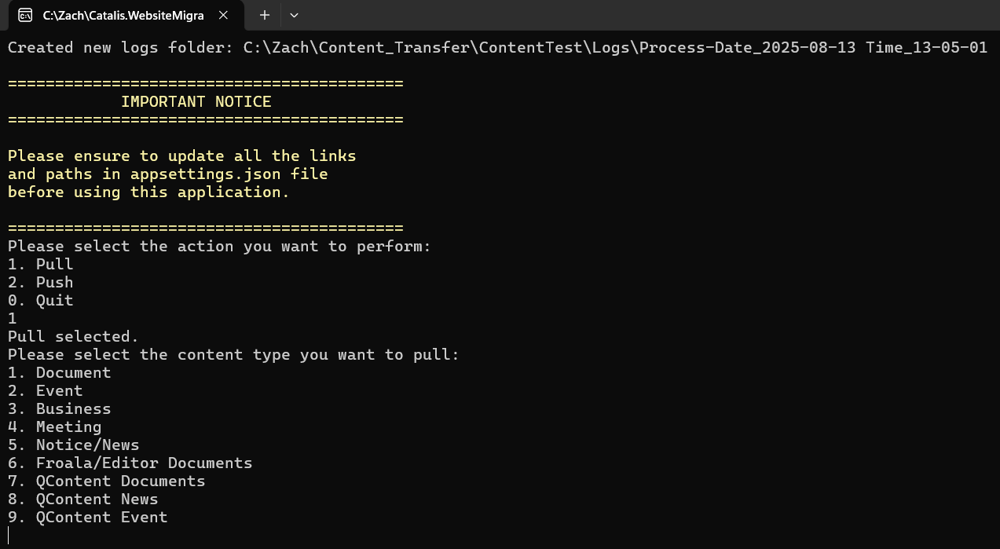 C:\Zach\Catalis.WebsiteMigra
Created new logs folder: C:\Zach\Content_Transfer\ContentTest\Logs\Process-Date_2025-08-13 Time_13-05-01
==========================================
IMPORTANT NOTICE
==========================================
Please ensure to update all the links
and paths in appsettings.json file
before using this application.
==========================================
Please select the action you want to perform:
1. Pull
2. Push
0. Quit
1
Pull selected.
Please select the content type you want to pull:
1. Document
2. Event
3. Business
4. Meeting
5. Notice/News
6. Froala/Editor Documents
7. QContent Documents
8. QContent News
9. QContent Event